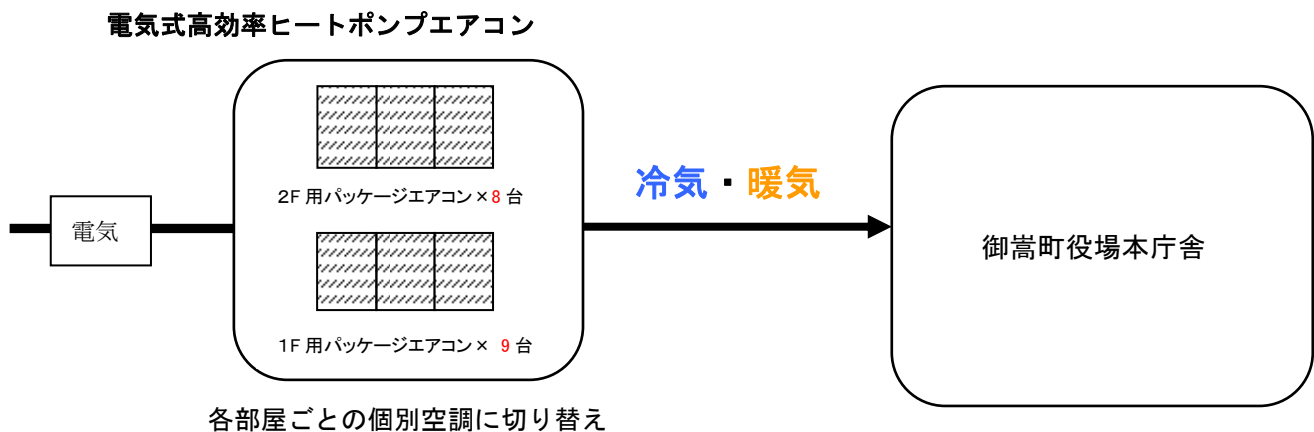 電気式高効率ヒートポンプエアコン
2F 用パッケージエアコン×8 台
冷気・暖気
電気
御嵩町役場本庁舎
1F 用パッケージエアコン× 9 台
各部屋ごとの個別空調に切り替え